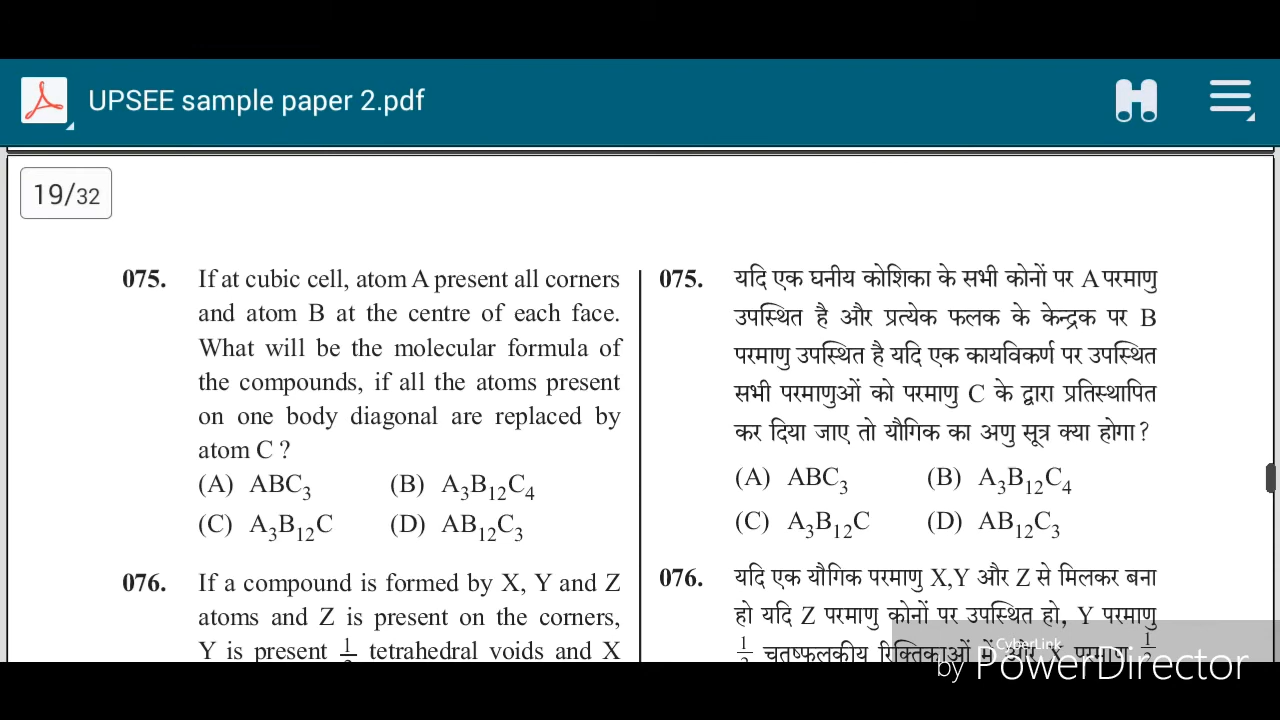 UPSEE sample paper 2.pdf
19/32
075. If at cubic cell, atom A present all corners
and atom B at the centre of each face.
What will be the molecular formula of
the compounds, if all the atoms present
on one body diagonal are replaced by
atom C ?
(A) ABC3 (B) A3B12C4
(C) A3B12C (D) AB12C3
076. If a compound is formed by X, Y and Z
atoms and Z is present on the corners,
Y is present tetrahedral voids and X
075. यदि एक घनीय कोशिका के सभी कोनों पर A परमाणु
उपस्थित है और प्रत्येक फलक के केन्द्रक पर B
परमाणु उपस्थित है यदि एक कायविकर्ण पर उपस्थित
सभी परमाणुओं को परमाणु C के द्वारा प्रतिस्थापित
कर दिया जाए तो यौगिक का अणु सूत्र क्या होगा?
(A) ABC3 (B) A3B12C4
(C) A3B12C (D) AB12C3
076. यदि एक यौगिक परमाणु X,Y और Z से मिलकर बना
हो यदि Z परमाणु कोनों पर उपस्थित हो, Y परमाणु
चतुष्फलकीय रिक्तिकाओं में और X परमाणु
CyberLink
by PowerDirector